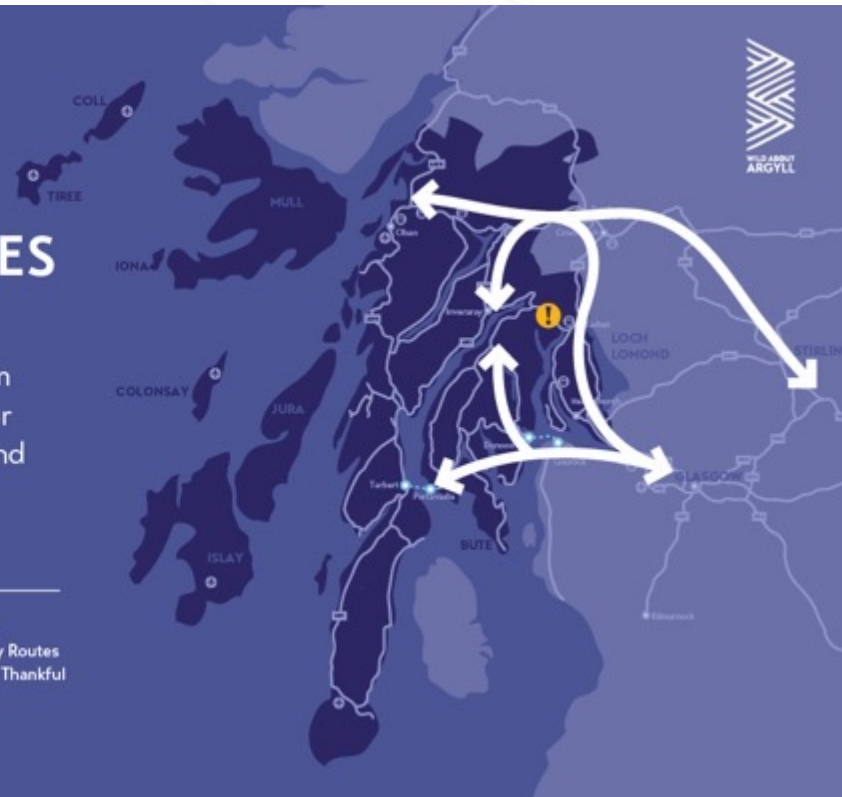 WILD ABOUT
ARGYLL
COLL
TIREE
MULL
ES
Oban
IONA
Inveraray
!
LOCH
LOMOND
STIRLIN
n
r
nd
COLONSAY
JURA
Tarbert
Portavadie
GLASGOW
BUTE
ISLAY
Kilmarnock
y Routes
Thankful